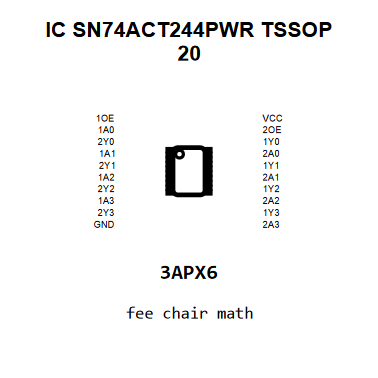 IC SN74ACT244PWR TSSOP
20
1OE VCC
1A0 2OE
2Y0 1Y0
1A1 2A0
2Y1 1Y1
1A2 2A1
2Y2 1Y2
1A3 2A2
2Y3 1Y3
GND 2A3
3APX6
fee chair math